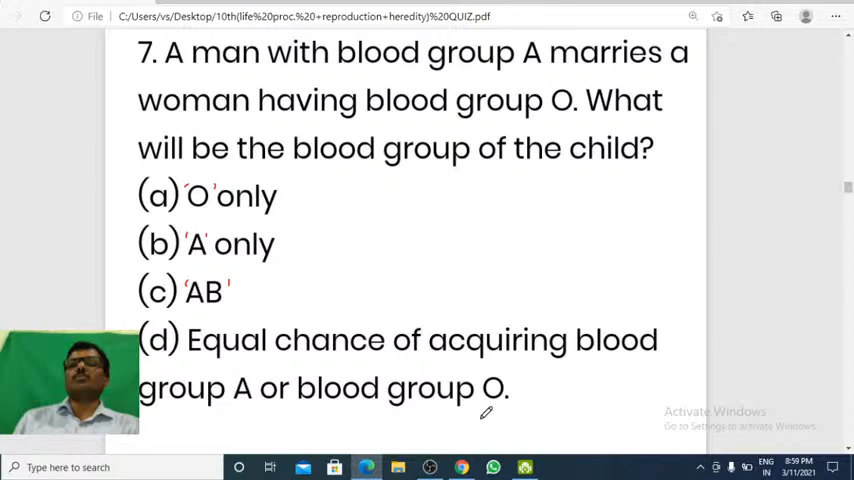 File | C:/Users/vs/Desktop/10th(life%20proc.%20+reproduction+heredity)%20QUIZ.pdf
7. A man with blood group A marries a
woman having blood group O. What
will be the blood group of the child?
(a) 'O' only
(b) 'A' only
(c) 'AB'
(d) Equal chance of acquiring blood
group A or blood group O.
Activate Windows
Go to Settings to activate Windows.
Type here to search
ENG
IN
8:59 PM
3/11/2021